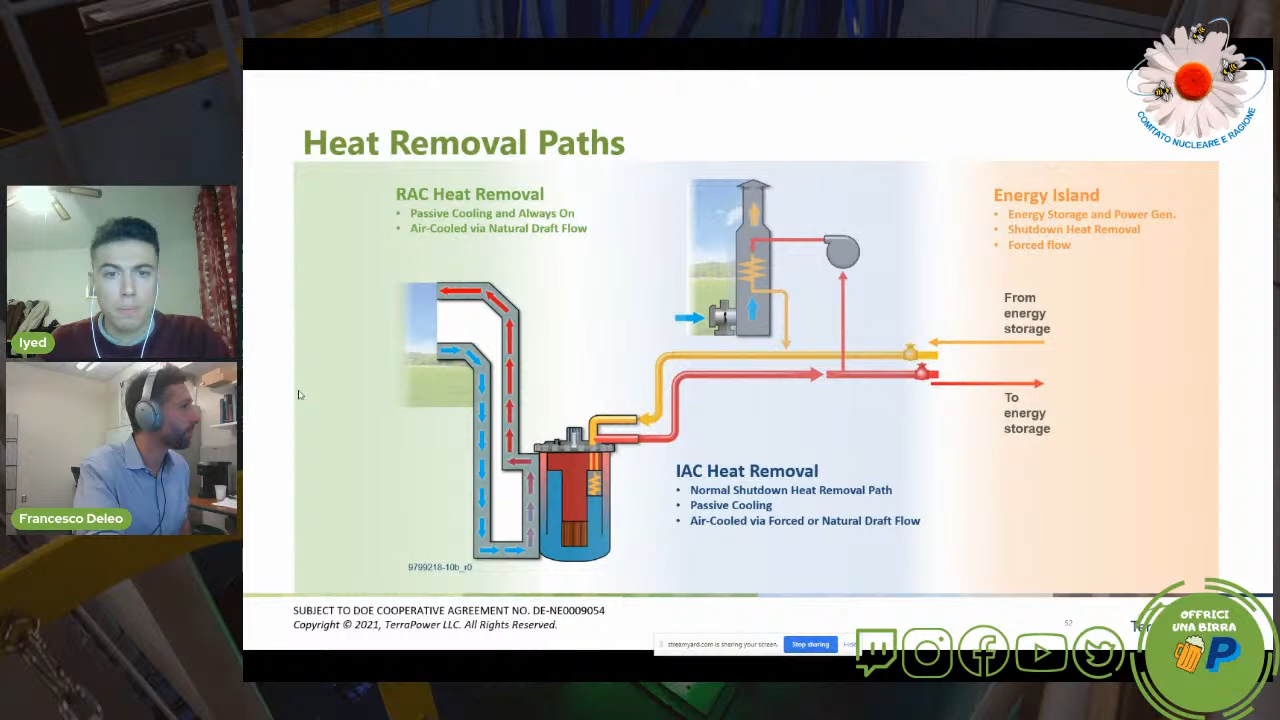 Heat Removal Paths
RAC Heat Removal
• Passive Cooling and Always On
• Air-Cooled via Natural Draft Flow
Energy Island
• Energy Storage and Power Gen.
• Shutdown Heat Removal
• Forced flow
From
energy
storage
To
energy
storage
IAC Heat Removal
• Normal Shutdown Heat Removal Path
• Passive Cooling
• Air-Cooled via Forced or Natural Draft Flow
9799218-10b_r0
SUBJECT TO DOE COOPERATIVE AGREEMENT NO. DE-NE0009054
Copyright © 2021, TerraPower LLC. All Rights Reserved.
52
streamyard.com is sharing your screen.
Stop sharing
Iyed
Francesco Deleo
COMITATO NUCLEARE E RAGIONE
OFFRICI
UNA BIRRA